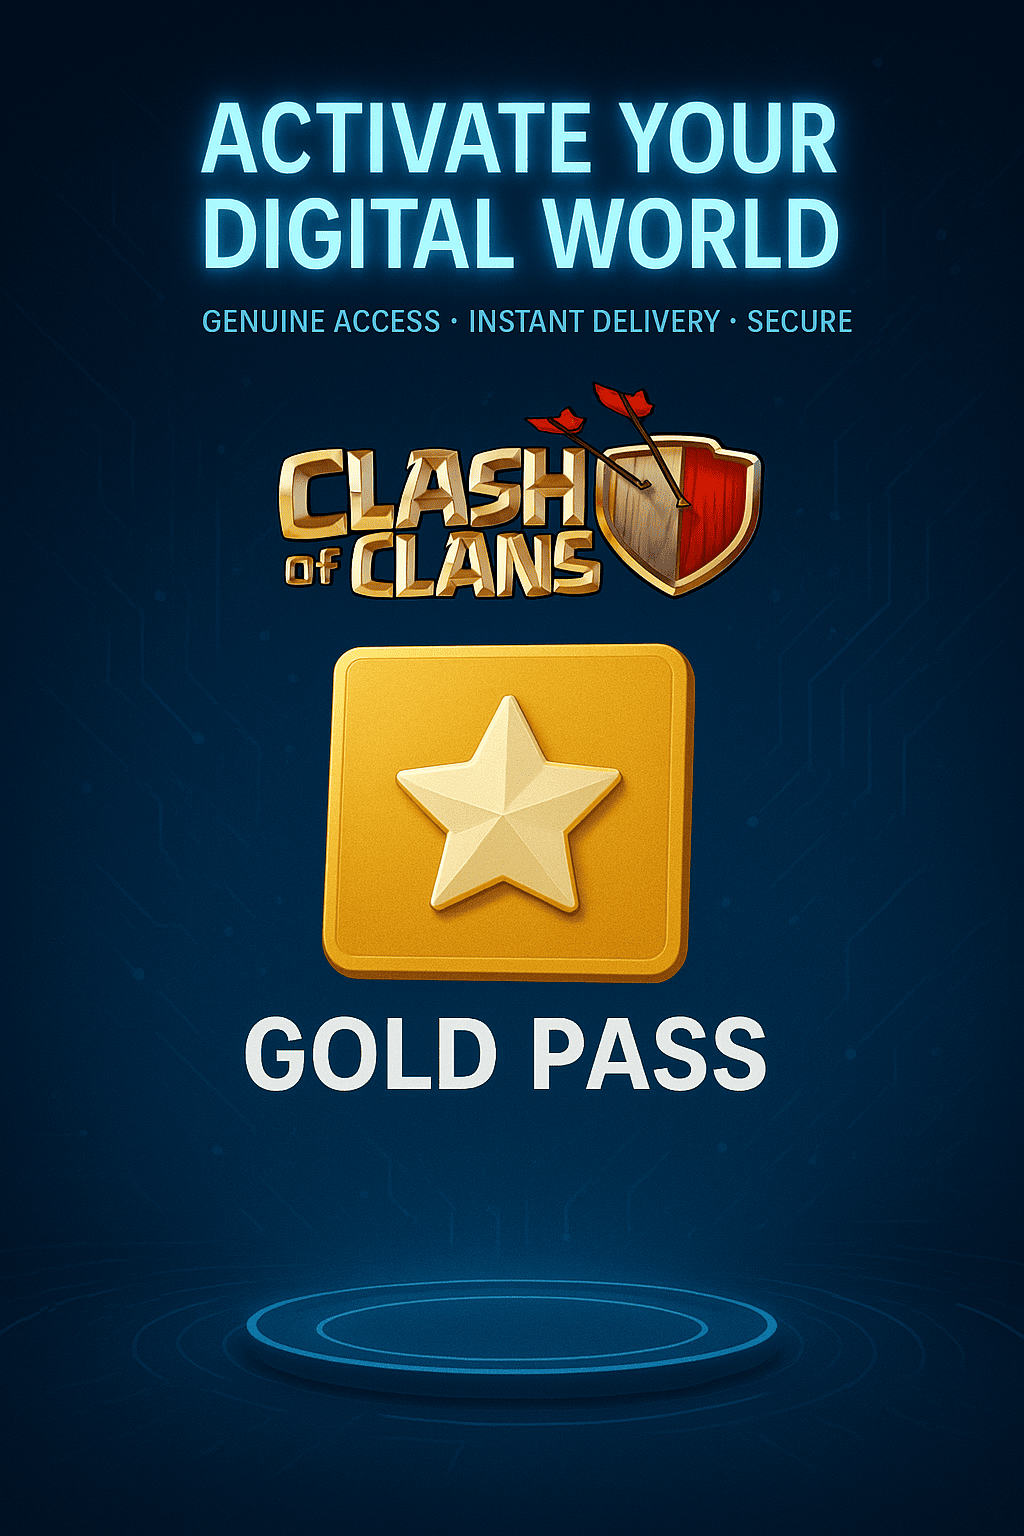 ACTIVATE YOUR
DIGITAL WORLD
GENUINE ACCESS · INSTANT DELIVERY · SECURE
CLASH
OF CLANS
GOLD PASS